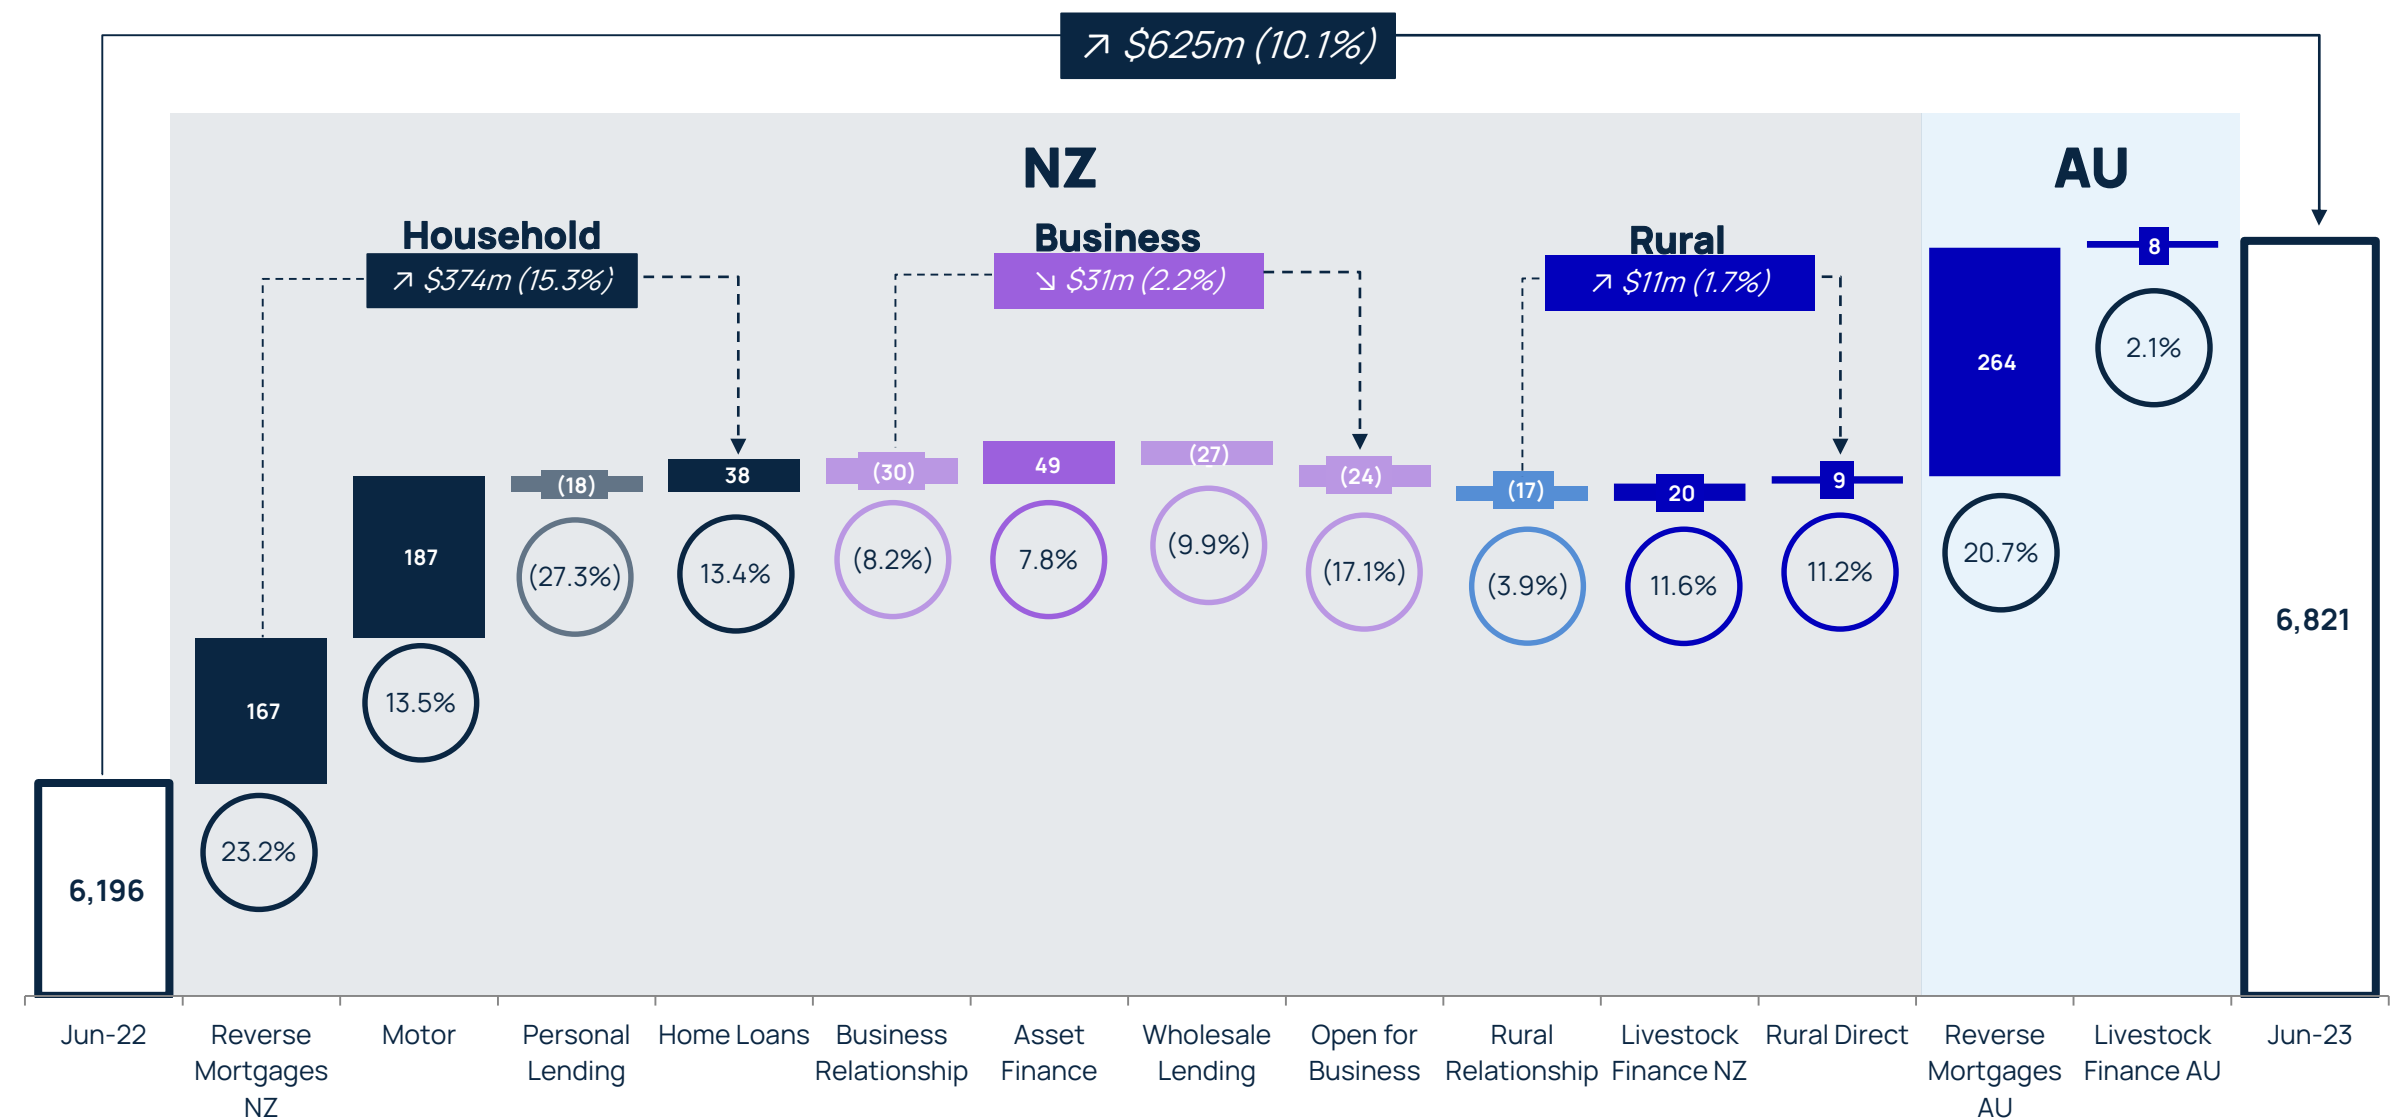 ↗ $625m (10.1%)
NZ
AU
Household
↗ $374m (15.3%)
Business
↘ $31m (2.2%)
Rural
↗ $11m (1.7%)
6,196
167
23.2%
187
13.5%
(18)
(27.3%)
38
13.4%
(30)
(8.2%)
49
7.8%
(27)
(9.9%)
(24)
(17.1%)
(17)
(3.9%)
20
11.6%
9
11.2%
264
20.7%
8
2.1%
6,821
Jun-22
Reverse
Mortgages
NZ
Motor
Personal
Lending
Home Loans
Business
Relationship
Asset
Finance
Wholesale
Lending
Open for
Business
Rural
Relationship
Livestock
Finance NZ
Rural Direct
Reverse
Mortgages
AU
Livestock
Finance AU
Jun-23